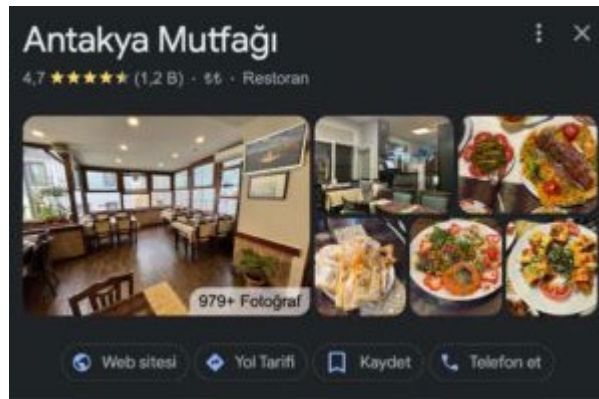 Antakya Mutfağı
4,7 (1,2 B) · ₺₺ · Restoran
979+ Fotoğraf
Web sitesi
Yol Tarifi
Kaydet
Telefon et